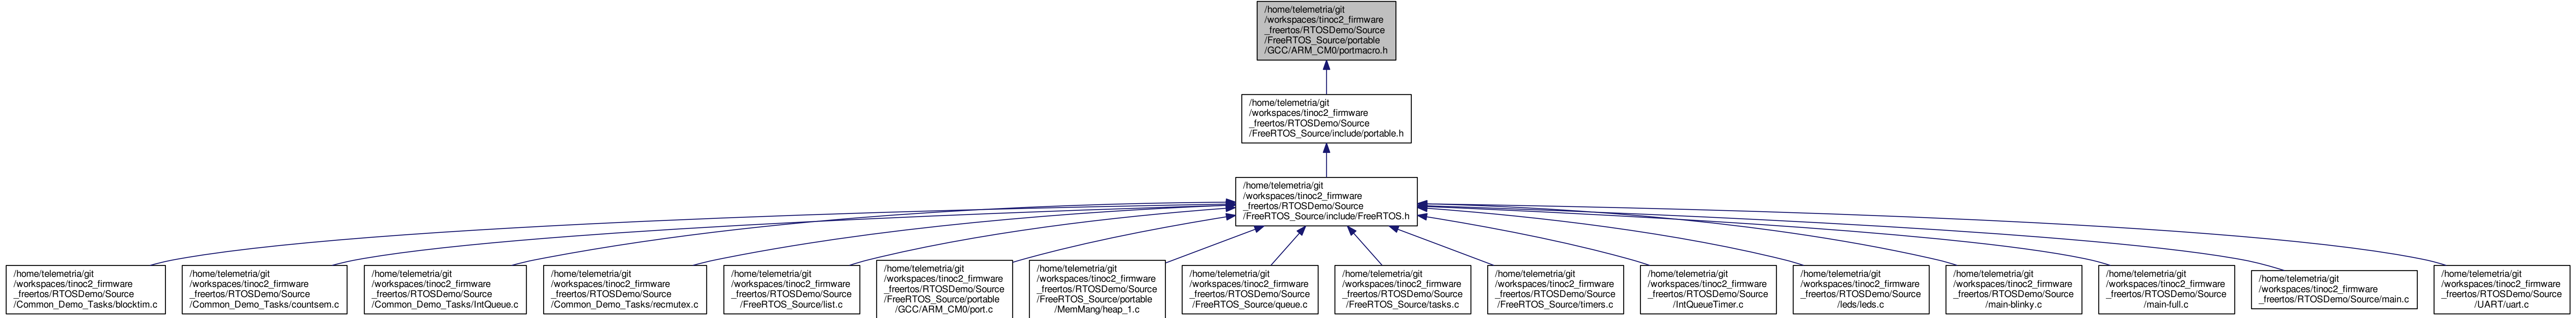 /home/telemetria/git
/workspaces/tinoc2_firmware
_freertos/RTOSDemo/Source
/FreeRTOS_Source/portable
/GCC/ARM_CM0/portmacro.h
/home/telemetria/git
/workspaces/tinoc2_firmware
_freertos/RTOSDemo/Source
/FreeRTOS_Source/include/portable.h
/home/telemetria/git
/workspaces/tinoc2_firmware
_freertos/RTOSDemo/Source
/FreeRTOS_Source/include/FreeRTOS.h
/home/telemetria/git
/workspaces/tinoc2_firmware
_freertos/RTOSDemo/Source
/Common_Demo_Tasks/blocktim.c
/home/telemetria/git
/workspaces/tinoc2_firmware
_freertos/RTOSDemo/Source
/Common_Demo_Tasks/countsem.c
/home/telemetria/git
/workspaces/tinoc2_firmware
_freertos/RTOSDemo/Source
/Common_Demo_Tasks/IntQueue.c
/home/telemetria/git
/workspaces/tinoc2_firmware
_freertos/RTOSDemo/Source
/Common_Demo_Tasks/recmutex.c
/home/telemetria/git
/workspaces/tinoc2_firmware
_freertos/RTOSDemo/Source
/FreeRTOS_Source/list.c
/home/telemetria/git
/workspaces/tinoc2_firmware
_freertos/RTOSDemo/Source
/FreeRTOS_Source/portable
/GCC/ARM_CM0/port.c
/home/telemetria/git
/workspaces/tinoc2_firmware
_freertos/RTOSDemo/Source
/FreeRTOS_Source/portable
/MemMang/heap_1.c
/home/telemetria/git
/workspaces/tinoc2_firmware
_freertos/RTOSDemo/Source
/FreeRTOS_Source/queue.c
/home/telemetria/git
/workspaces/tinoc2_firmware
_freertos/RTOSDemo/Source
/FreeRTOS_Source/tasks.c
/home/telemetria/git
/workspaces/tinoc2_firmware
_freertos/RTOSDemo/Source
/FreeRTOS_Source/timers.c
/home/telemetria/git
/workspaces/tinoc2_firmware
_freertos/RTOSDemo/Source
/IntQueueTimer.c
/home/telemetria/git
/workspaces/tinoc2_firmware
_freertos/RTOSDemo/Source
/leds/leds.c
/home/telemetria/git
/workspaces/tinoc2_firmware
_freertos/RTOSDemo/Source
/main-blinky.c
/home/telemetria/git
/workspaces/tinoc2_firmware
_freertos/RTOSDemo/Source
/main-full.c
/home/telemetria/git
/workspaces/tinoc2_firmware
_freertos/RTOSDemo/Source/main.c
/home/telemetria/git
/workspaces/tinoc2_firmware
_freertos/RTOSDemo/Source
/UART/uart.c